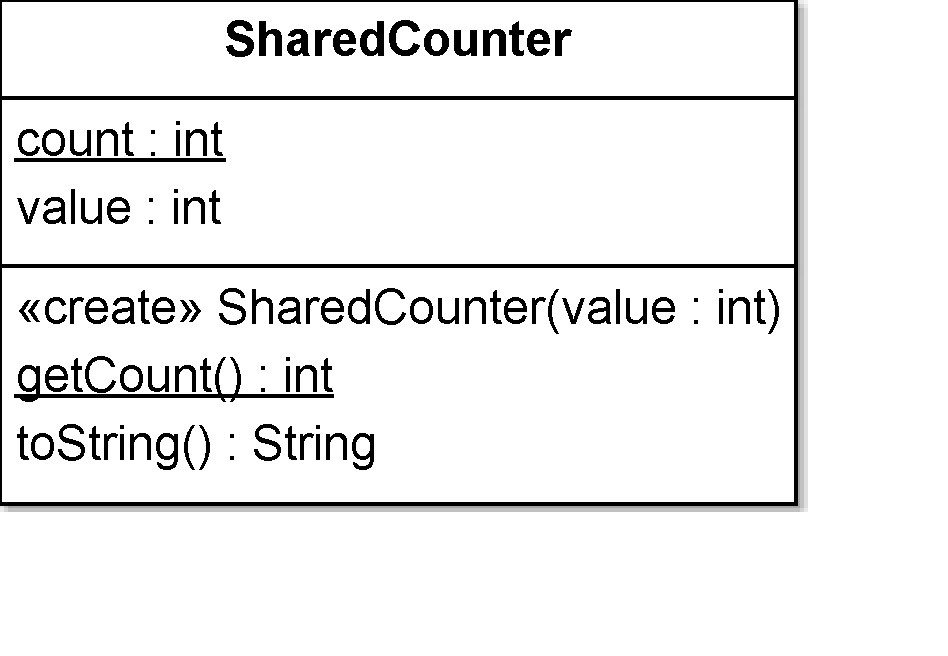 SharedCounter
count : int
value : int
«create» SharedCounter(value : int)
getCount() : int
toString() : String